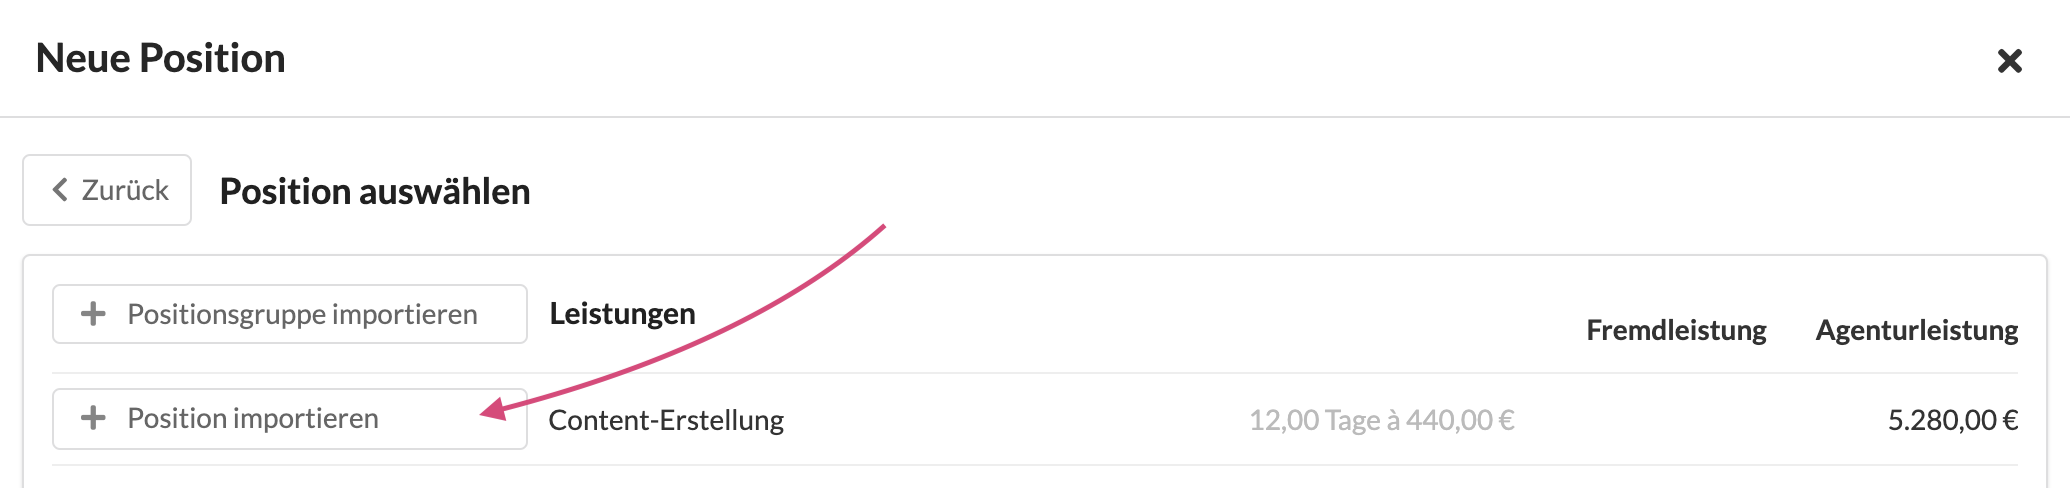 Neue Position
Zurück
Position auswählen
Positionsgruppe importieren Leistungen Fremdleistung Agenturleistung
Position importieren Content-Erstellung 12,00 Tage à 440,00 € 5.280,00 €